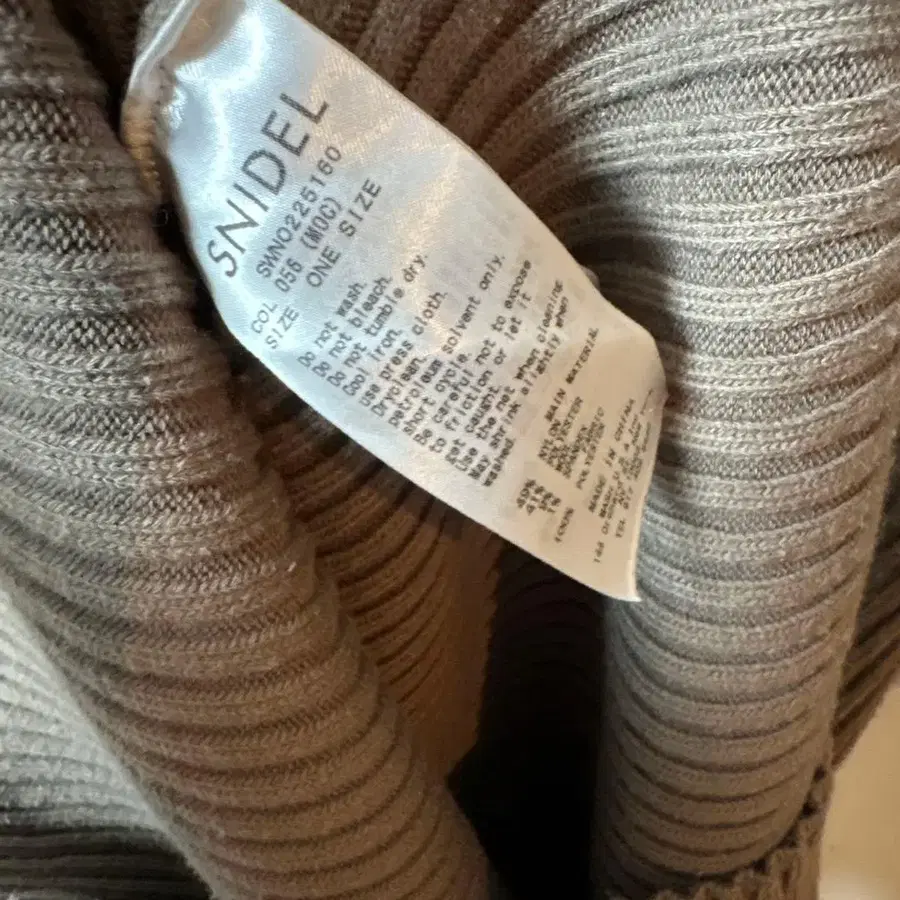 SNIDEL
SWNO225160
COL 056 (MOC)
SIZE ONE SIZE
Do not wash.
Do not bleach.
Do not tumble dry.
Cool iron.
Use press cloth.
Dryclean
petroleum solvent only.
short cycle.
Be careful not to expose
to friction or let it
get caught.
Use the net when cleaning
May shrink slightly when
washed.
MAIN MATERIAL
NYLON
100% POLYESTER
MADE IN CHINA